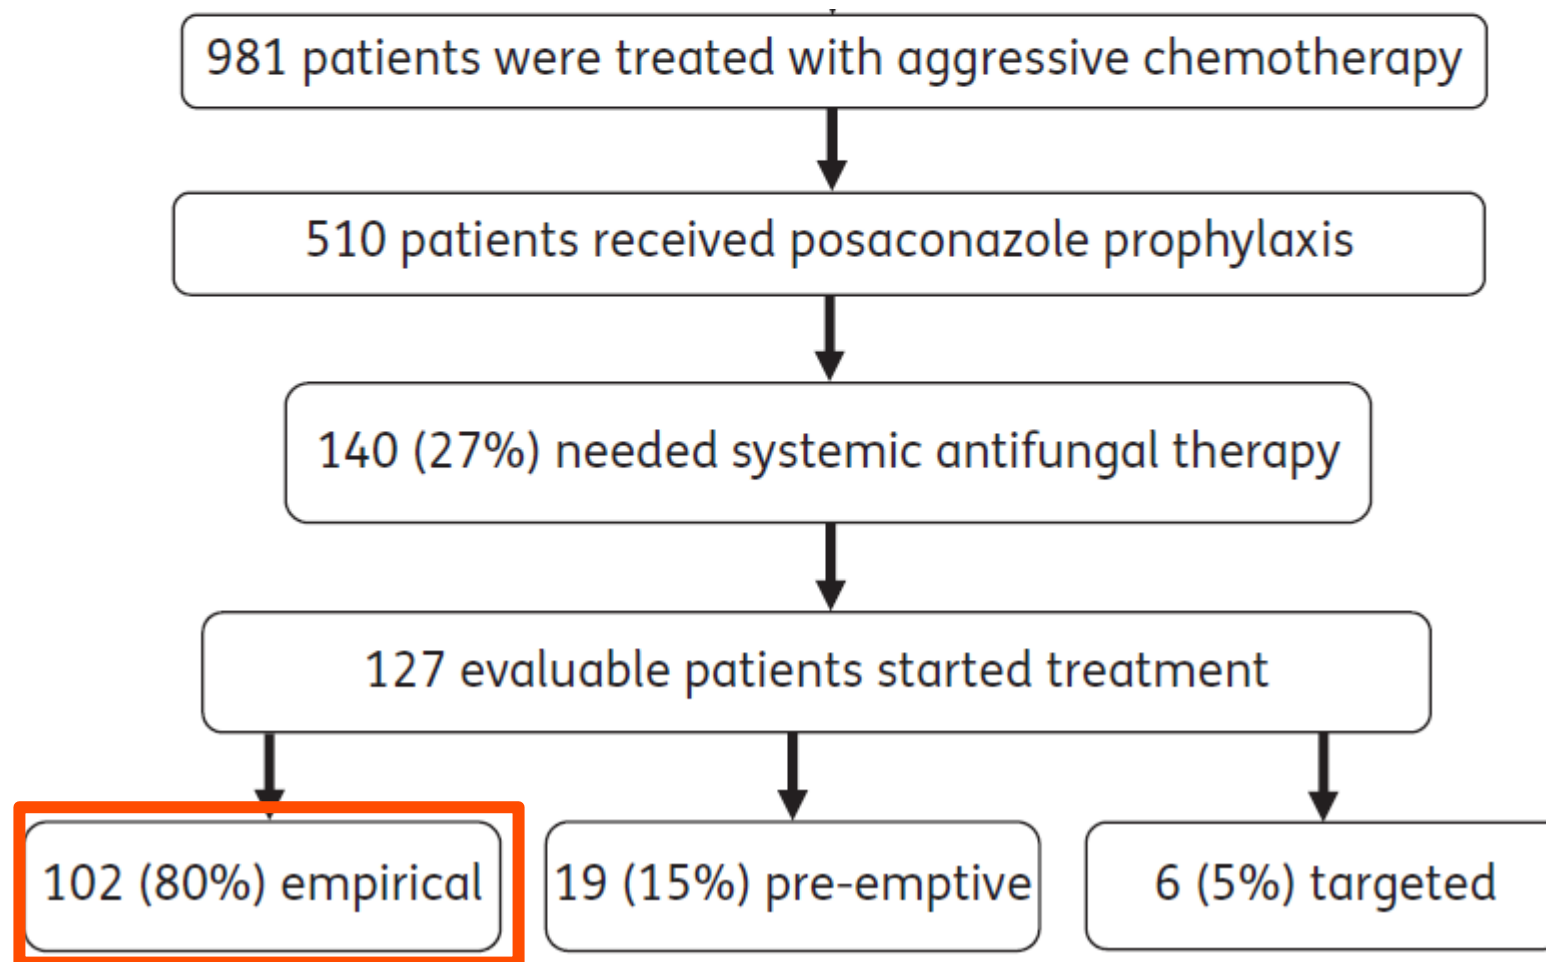 981 patients were treated with aggressive chemotherapy
510 patients received posaconazole prophylaxis
140 (27%) needed systemic antifungal therapy
127 evaluable patients started treatment
102 (80%) empirical
19 (15%) pre-emptive
6 (5%) targeted